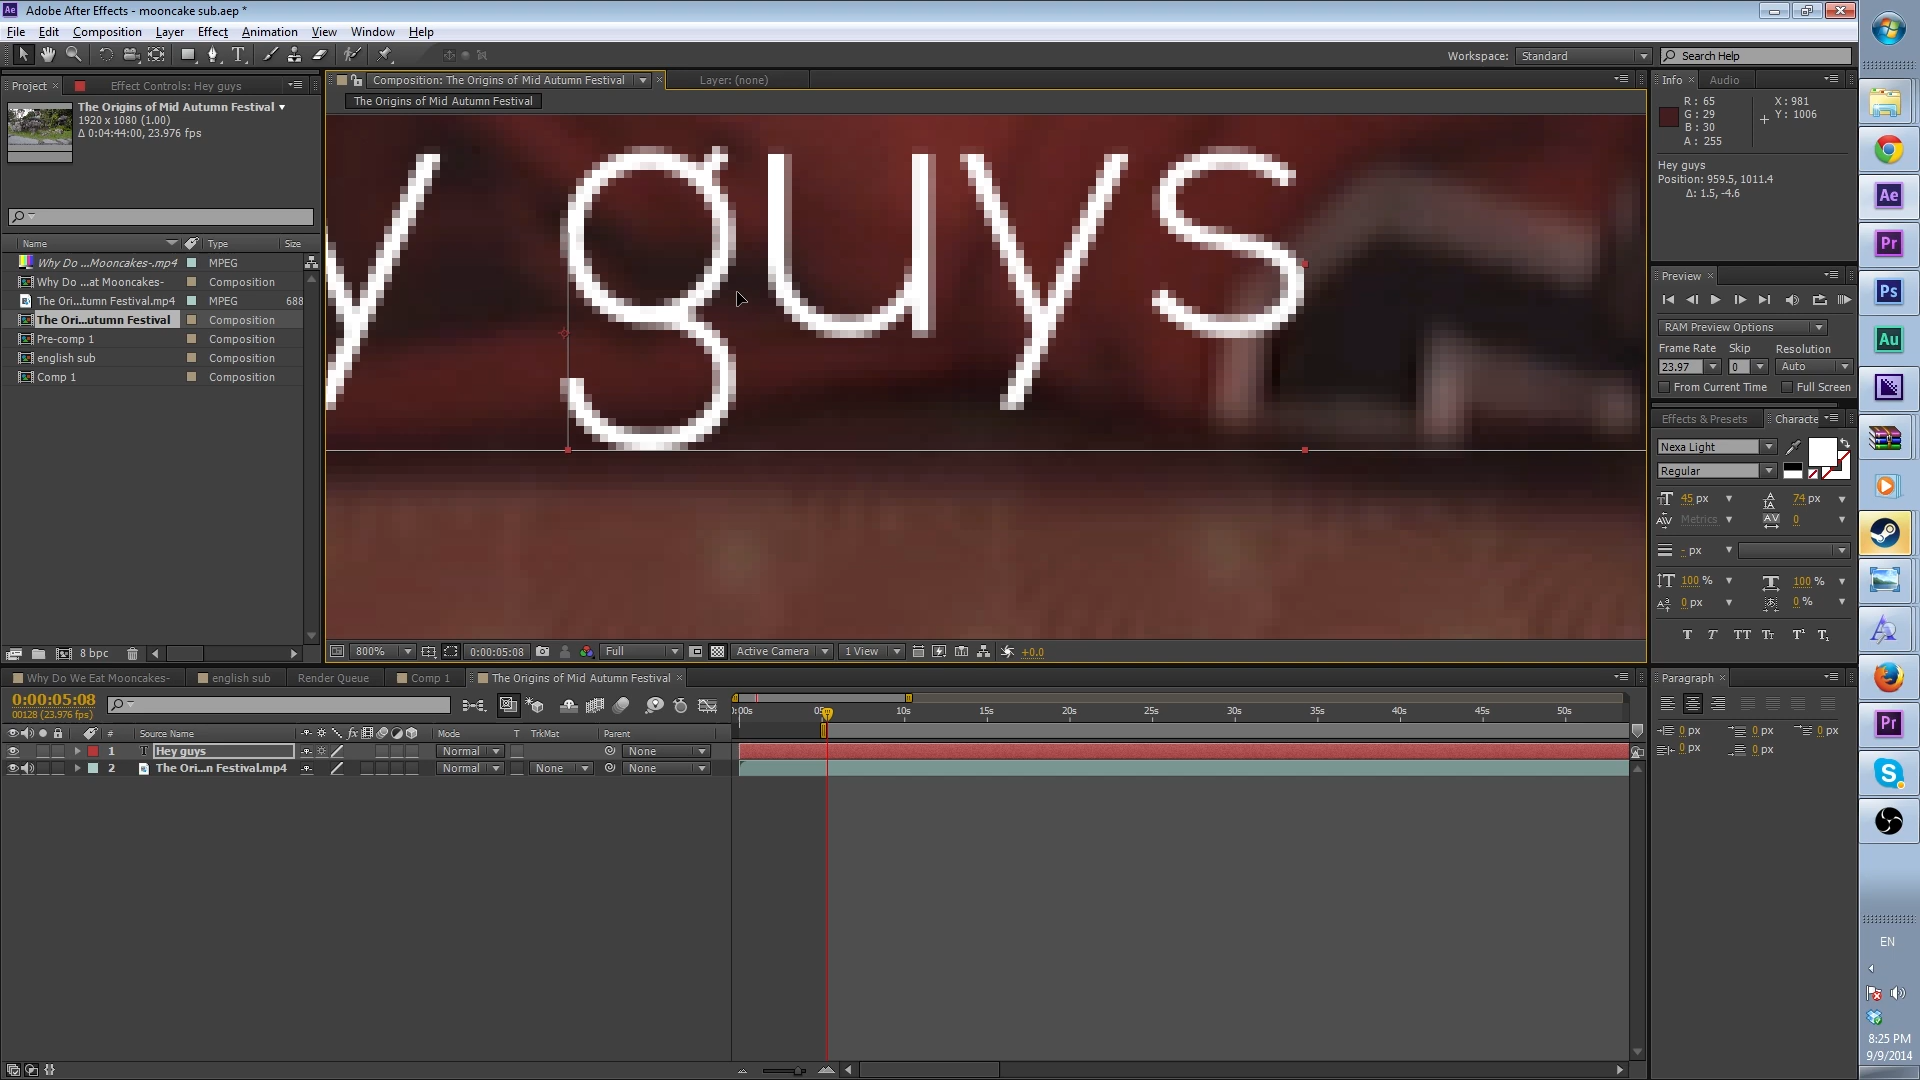 Adobe After Effects - mooncake sub.aep *
File Edit Composition Layer Effect Animation View Window Help
Workspace: Standard Search Help
Project × Effect Controls: Hey guys
The Origins of Mid Autumn Festival
1920 x 1080 (1.00)
Δ 0:04:44:00, 23.976 fps
Name Type Size
Why Do ...Mooncakes-.mp4 MPEG
Why Do ...at Mooncakes- Composition
The Ori...tumn Festival.mp4 MPEG 688
The Ori...utumn Festival Composition
Pre-comp 1 Composition
english sub Composition
Comp 1 Composition
8 bpc
Composition: The Origins of Mid Autumn Festival × Layer: (none)
The Origins of Mid Autumn Festival
y guys
800% 0:00:05:08 Full Active Camera 1 View +0.0
Info × Audio
R: 65 X: 981
G: 29 Y: 1006
B: 30
A: 255
Hey guys
Position: 959.5, 1011.4
Δ: 1.5, -4.6
Preview ×
RAM Preview Options
Frame Rate Skip Resolution
23.97 0 Auto
From Current Time Full Screen
Effects & Presets Characte
Nexa Light
Regular
45 px 74 px
Metrics 0
- px
100 % 100 %
0 px 0 %
T T TT Tt T¹ T₁
Paragraph ×
0 px 0 px 0 px
0 px 0 px
Why Do We Eat Mooncakes- english sub Render Queue Comp 1 The Origins of Mid Autumn Festival ×
0:00:05:08
00128 (23.976 fps)
# Source Name Mode T TrkMat Parent
1 T Hey guys Normal None
2 The Ori...n Festival.mp4 Normal None None
):00s 05s 10s 15s 20s 25s 30s 35s 40s 45s 50s
Ae
Pr
Ps
Au
Pr
EN
8:25 PM
9/9/2014